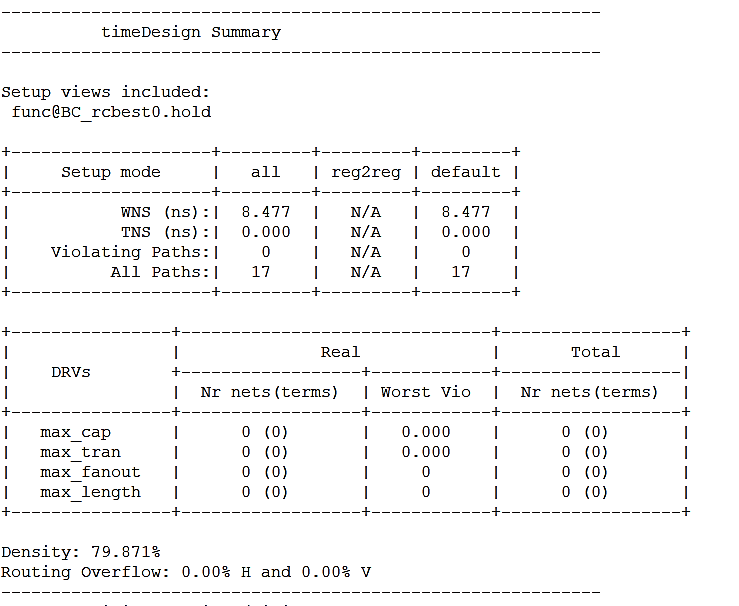 ------------------------------------------------------------
          timeDesign Summary
------------------------------------------------------------

Setup views included:
 func@BC_rcbest0.hold

+--------------------+---------+---------+---------+
|     Setup mode     |   all   | reg2reg | default |
+--------------------+---------+---------+---------+
|           WNS (ns):|  8.477  |   N/A   |  8.477  |
|           TNS (ns):|  0.000  |   N/A   |  0.000  |
|    Violating Paths:|    0    |   N/A   |    0    |
|          All Paths:|   17    |   N/A   |   17    |
+--------------------+---------+---------+---------+

+----------------+-------------------------------+------------------+
|                |              Real             |       Total      |
|    DRVs        +------------------+------------+------------------|
|                |  Nr nets(terms)  | Worst Vio  |  Nr nets(terms)  |
+----------------+------------------+------------+------------------+
|   max_cap      |      0 (0)       |   0.000    |      0 (0)       |
|   max_tran     |      0 (0)       |   0.000    |      0 (0)       |
|   max_fanout   |      0 (0)       |     0      |      0 (0)       |
|   max_length   |      0 (0)       |     0      |      0 (0)       |
+----------------+------------------+------------+------------------+

Density: 79.871%
Routing Overflow: 0.00% H and 0.00% V
------------------------------------------------------------